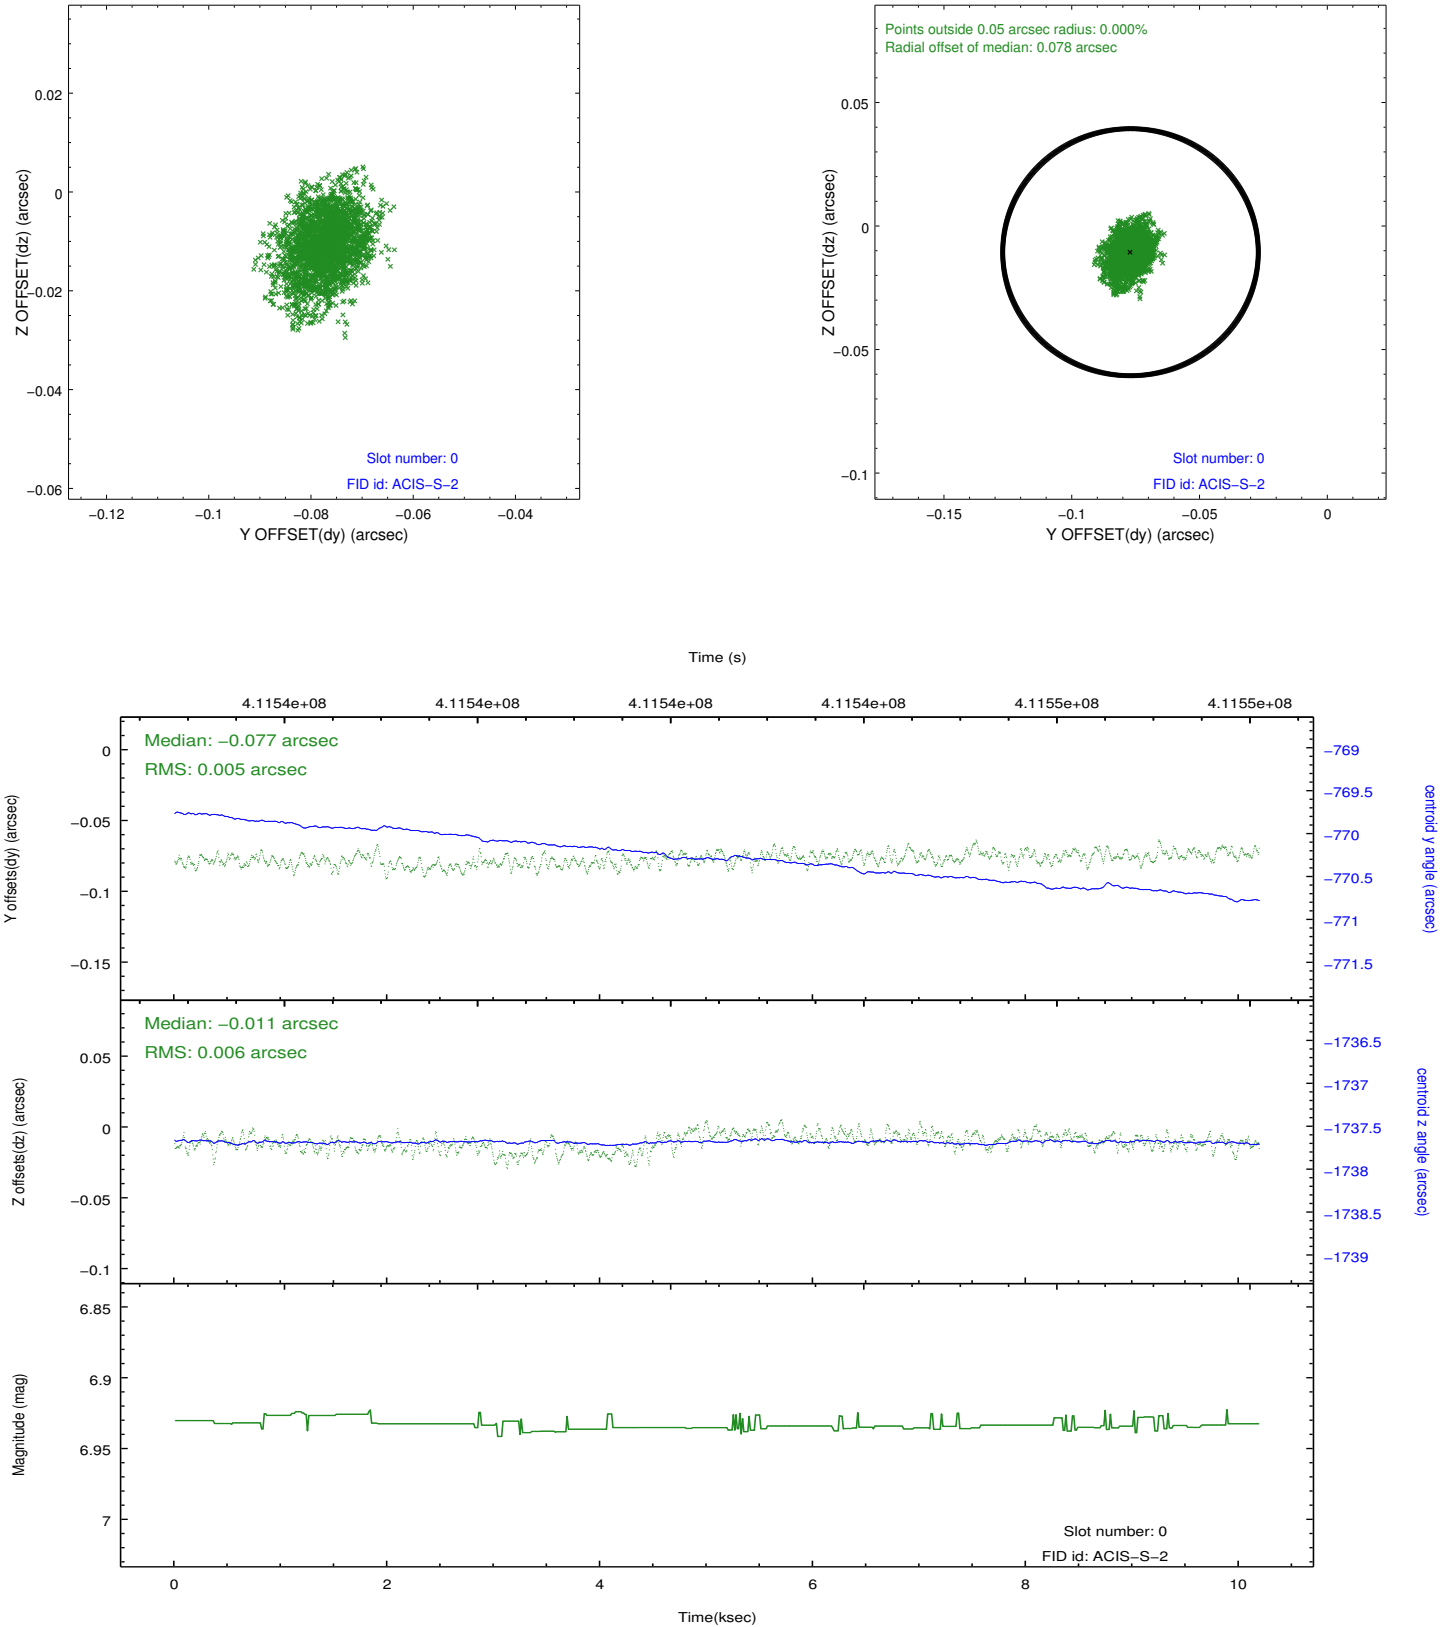 0.02
0
−0.02
−0.04
−0.06
Z OFFSET(dz) (arcsec)
Slot number: 0
FID id: ACIS−S−2
−0.12 −0.1 −0.08 −0.06 −0.04
Y OFFSET(dy) (arcsec)
Points outside 0.05 arcsec radius: 0.000%
Radial offset of median: 0.078 arcsec
0.05
0
−0.05
−0.1
Z OFFSET(dz) (arcsec)
Slot number: 0
FID id: ACIS−S−2
−0.15 −0.1 −0.05 0
Y OFFSET(dy) (arcsec)
Time (s)
4.1154e+08 4.1154e+08 4.1154e+08 4.1154e+08 4.1155e+08 4.1155e+08
Median: −0.077 arcsec
RMS: 0.005 arcsec
0
−0.05
−0.1
−0.15
Y offsets(dy) (arcsec)
−769
−769.5
−770
−770.5
−771
−771.5
centroid y angle (arcsec)
Median: −0.011 arcsec
RMS: 0.006 arcsec
0.05
0
−0.05
−0.1
Z offsets(dz) (arcsec)
−1736.5
−1737
−1737.5
−1738
−1738.5
−1739
centroid z angle (arcsec)
6.85
6.9
6.95
7
Magnitude (mag)
Slot number: 0
FID id: ACIS−S−2
0 2 4 6 8 10
Time(ksec)